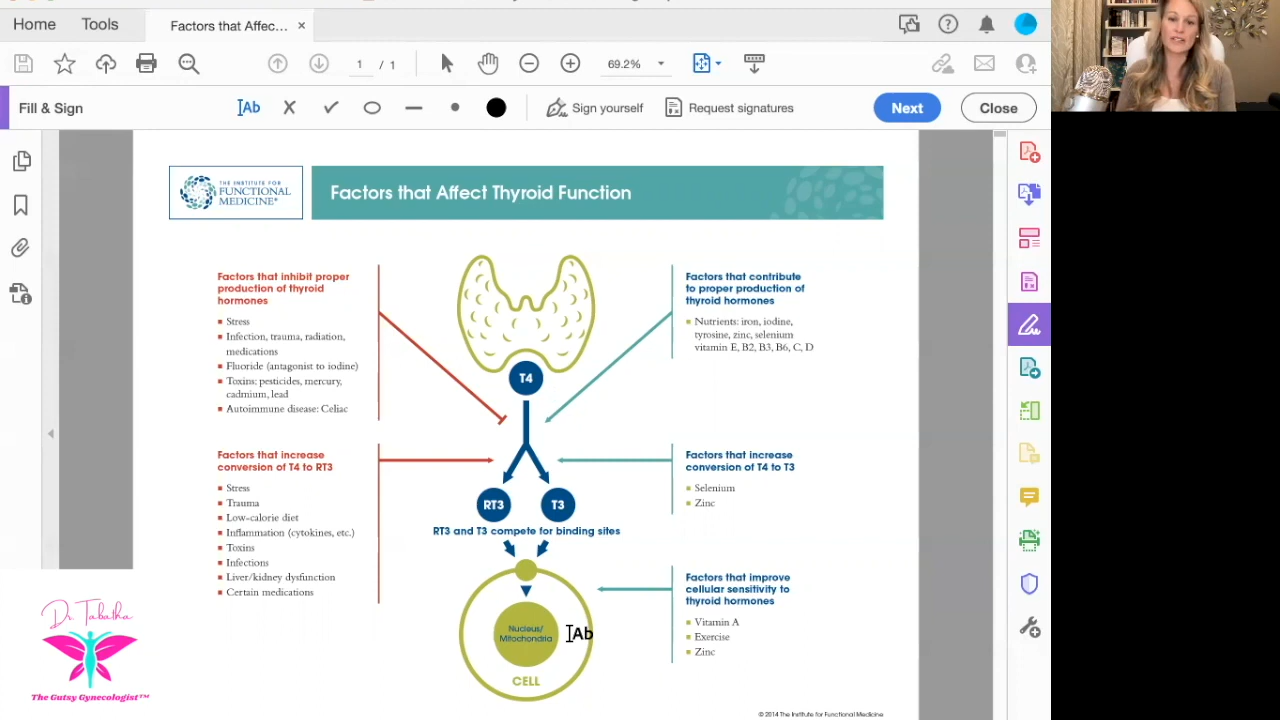 Home
Tools
Factors that Affec... ×
1 / 1
69.2%
Fill & Sign
Ab
Sign yourself
Request signatures
Next
Close
THE INSTITUTE FOR
FUNCTIONAL
MEDICINE®
Factors that Affect Thyroid Function
Factors that inhibit proper
production of thyroid
hormones
Stress
Infection, trauma, radiation,
medications
Fluoride (antagonist to iodine)
Toxins: pesticides, mercury,
cadmium, lead
Autoimmune disease: Celiac
Factors that contribute
to proper production of
thyroid hormones
Nutrients: iron, iodine,
tyrosine, zinc, selenium
vitamin E, B2, B3, B6, C, D
T4
Factors that increase
conversion of T4 to RT3
Stress
Trauma
Low-calorie diet
Inflammation (cytokines, etc.)
Toxins
Infections
Liver/kidney dysfunction
Certain medications
Factors that increase
conversion of T4 to T3
Selenium
Zinc
RT3
T3
RT3 and T3 compete for binding sites
Factors that improve
cellular sensitivity to
thyroid hormones
Vitamin A
Exercise
Zinc
Nucleus/
Mitochondria
Ab
CELL
Dr. Tabatha
The Gutsy Gynecologist™
© 2014 The Institute for Functional Medicine